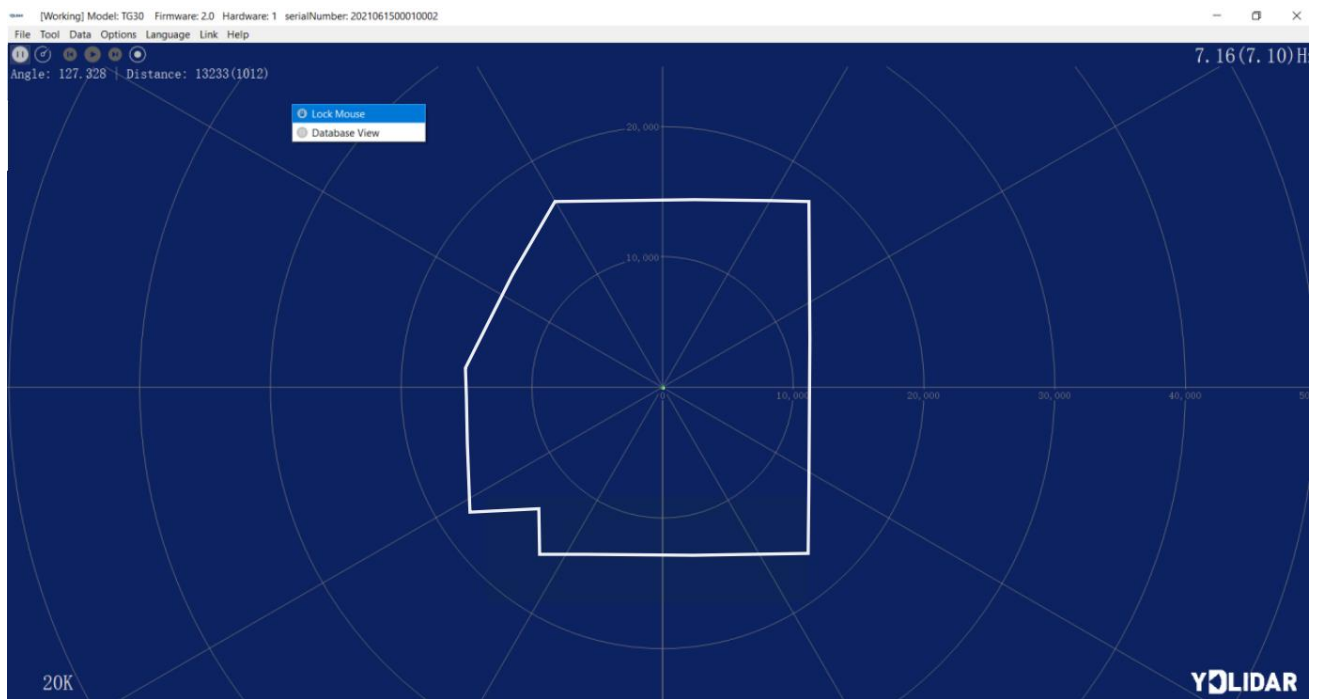 [Working] Model: TG30 Firmware: 2.0 Hardware: 1 serialNumber: 2021061500010002
File Tool Data Options Language Link Help
7.16(7.10)H
Angle: 127.328 | Distance: 13233(1012)
Lock Mouse
Database View
20,000
10,000
0 10,000 20,000 30,000 40,000 50
20K
YDLIDAR